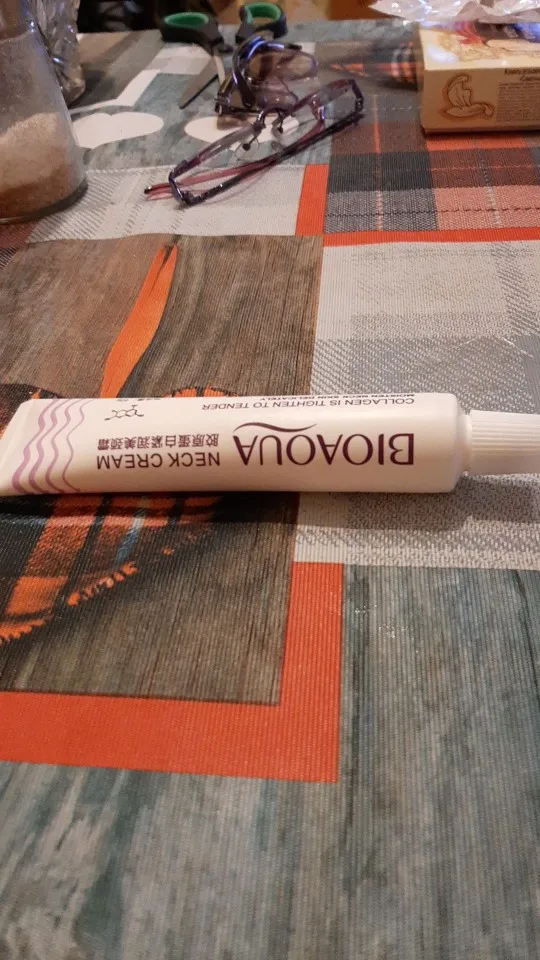 BIOAQUA
NECK CREAM
胶原蛋白紧润美颈霜
COLLAGEN IS TIGHTEN TO TENDER
MOISTEN NECK SKIN DELICATELY